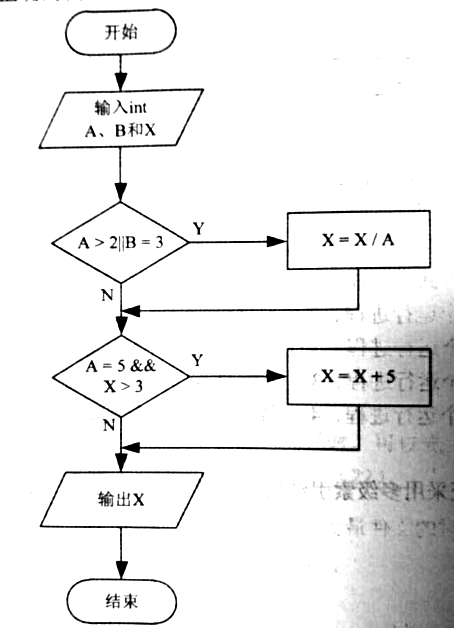 开始
输入int
A、B和X
A > 2||B = 3
Y
X = X / A
N
A = 5 &&
X > 3
Y
X = X + 5
N
输出X
结束